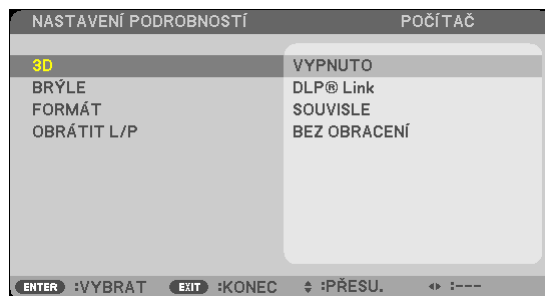 NASTAVENÍ PODROBNOSTÍ POČÍTAČ
3D VYPNUTO
BRÝLE DLP® Link
FORMÁT SOUVISLE
OBRÁTIT L/P BEZ OBRACENÍ
ENTER :VYBRAT EXIT :KONEC :PŘESU. :---